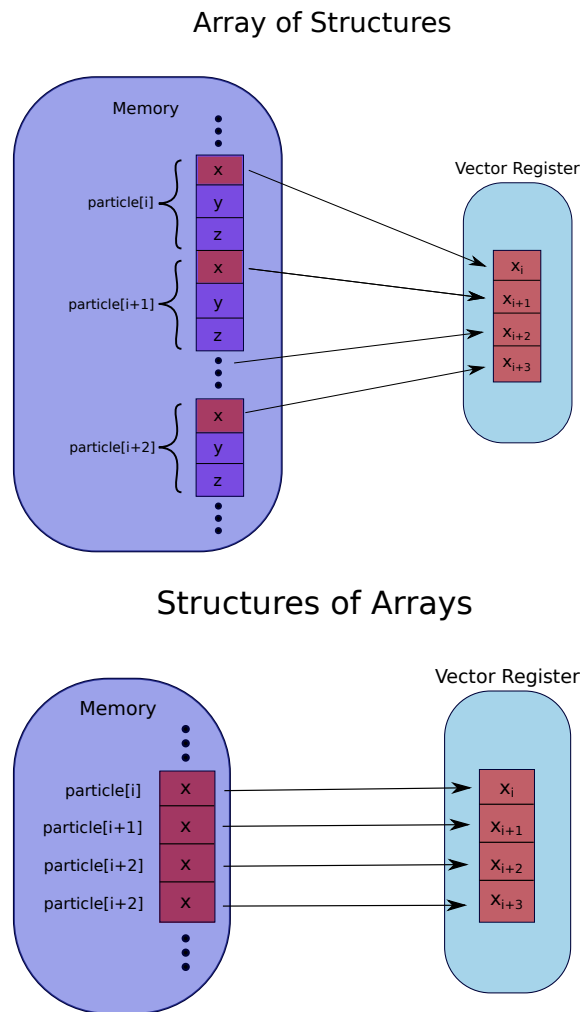 Array of Structures
Memory
Vector Register
particle[i]
x
y
z
particle[i+1]
x
y
z
particle[i+2]
x
y
z
xi
xi+1
xi+2
xi+3
Structures of Arrays
Memory
Vector Register
particle[i] x xi
particle[i+1] x xi+1
particle[i+2] x xi+2
particle[i+2] x xi+3